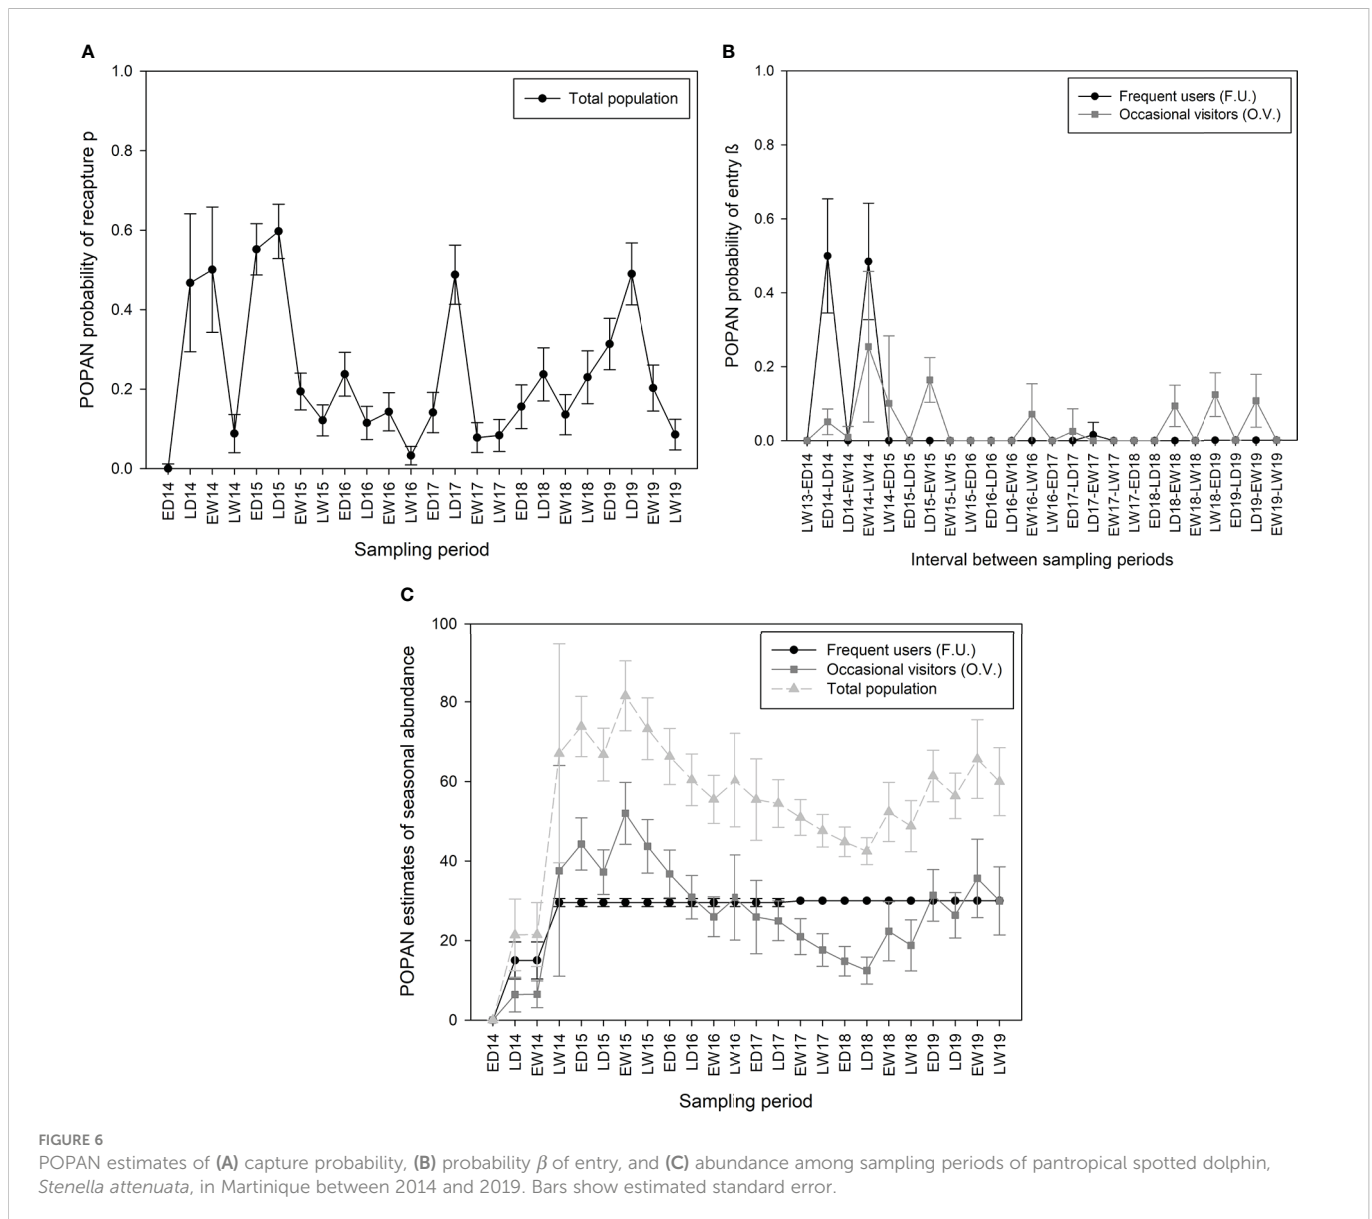 A
POPAN probability of recapture p
1.0
0.8
0.6
0.4
0.2
0.0
Total population
ED14
LD14
EW14
LW14
ED15
LD15
EW15
LW15
ED16
LD16
EW16
LW16
ED17
LD17
EW17
LW17
ED18
LD18
EW18
LW18
ED19
LD19
EW19
LW19
Sampling period
B
POPAN probability of entry ß
1.0
0.8
0.6
0.4
0.2
0.0
Frequent users (F.U.)
Occasional visitors (O.V.)
LW13-ED14
ED14-LD14
LD14-EW14
EW14-LW14
LW14-ED15
ED15-LD15
LD15-EW15
EW15-LW15
LW15-ED16
ED16-LD16
LD16-EW16
EW16-LW16
LW16-ED17
ED17-LD17
LD17-EW17
EW17-LW17
LW17-ED18
ED18-LD18
LD18-EW18
EW18-LW18
LW18-ED19
ED19-LD19
LD19-EW19
EW19-LW19
Interval between sampling periods
C
POPAN estimates of seasonal abundance
100
80
60
40
20
0
Frequent users (F.U.)
Occasional visitors (O.V.)
Total population
ED14
LD14
EW14
LW14
ED15
LD15
EW15
LW15
ED16
LD16
EW16
LW16
ED17
LD17
EW17
LW17
ED18
LD18
EW18
LW18
ED19
LD19
EW19
LW19
Sampling period
FIGURE 6
POPAN estimates of (A) capture probability, (B) probability β of entry, and (C) abundance among sampling periods of pantropical spotted dolphin,
Stenella attenuata, in Martinique between 2014 and 2019. Bars show estimated standard error.